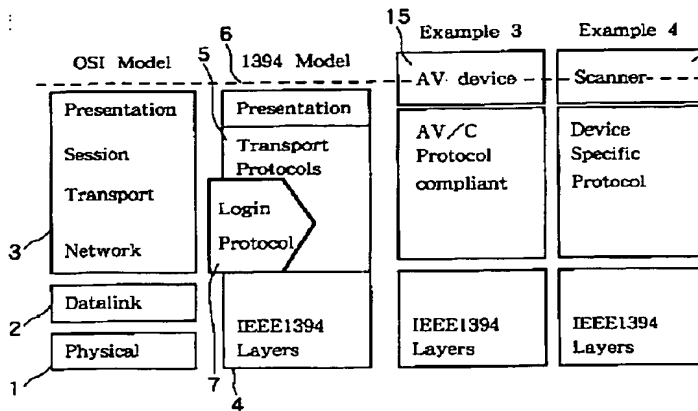 15
Example 3
Example 4
OSI Model
5
6
1394 Model
AV device
Scanner
Presentation
Session
Transport
Network
3
Presentation
Transport
Protocols
Login
Protocol
AV/C
Protocol
compliant
Device
Specific
Protocol
2
Datalink
1
Physical
7
IEEE1394
Layers
4
IEEE1394
Layers
IEEE1394
Layers